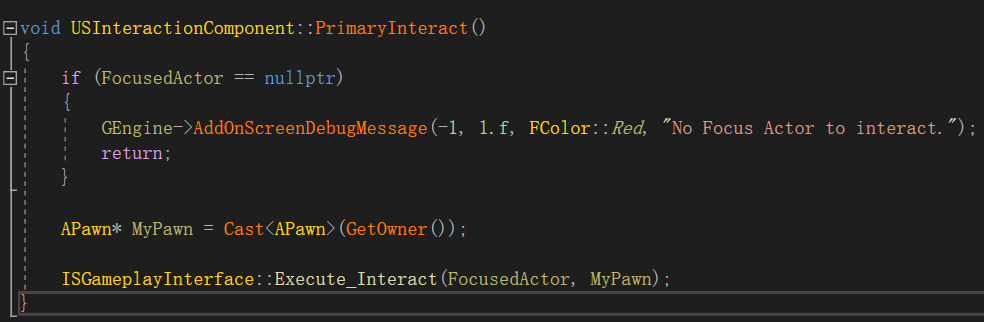 void USInteractionComponent::PrimaryInteract()
{
if (FocusedActor == nullptr)
{
GEngine->AddOnScreenDebugMessage(-1, 1.f, FColor::Red, "No Focus Actor to interact.");
return;
}
APawn* MyPawn = Cast<APawn>(GetOwner());
ISGameplayInterface::Execute_Interact(FocusedActor, MyPawn);
}